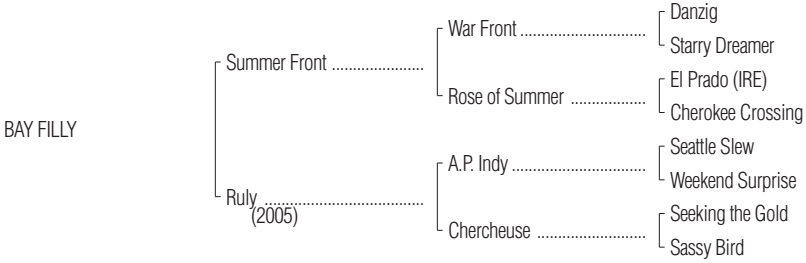 Danzig
War Front
Starry Dreamer
Summer Front
El Prado (IRE)
Rose of Summer
Cherokee Crossing
BAY FILLY
Seattle Slew
A.P. Indy
Weekend Surprise
Ruly
(2005)
Seeking the Gold
Chercheuse
Sassy Bird